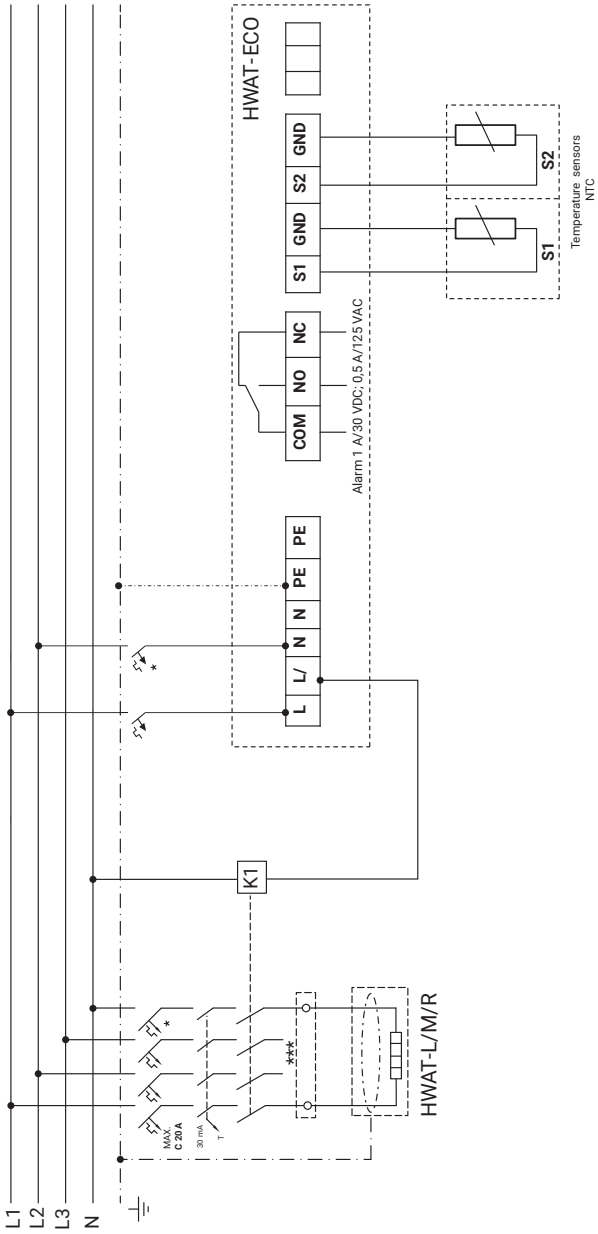 L1
L2
L3
N
MAX.
C 20 A
*
30 mA
T
***
HWAT-L/M/R
K1
*
L
L/
N
N
PE
PE
COM
NO
NC
Alarm 1 A/30 VDC; 0,5 A/125 VAC
S1
GND
S2
GND
HWAT-ECO
S1
S2
Temperature sensors
NTC